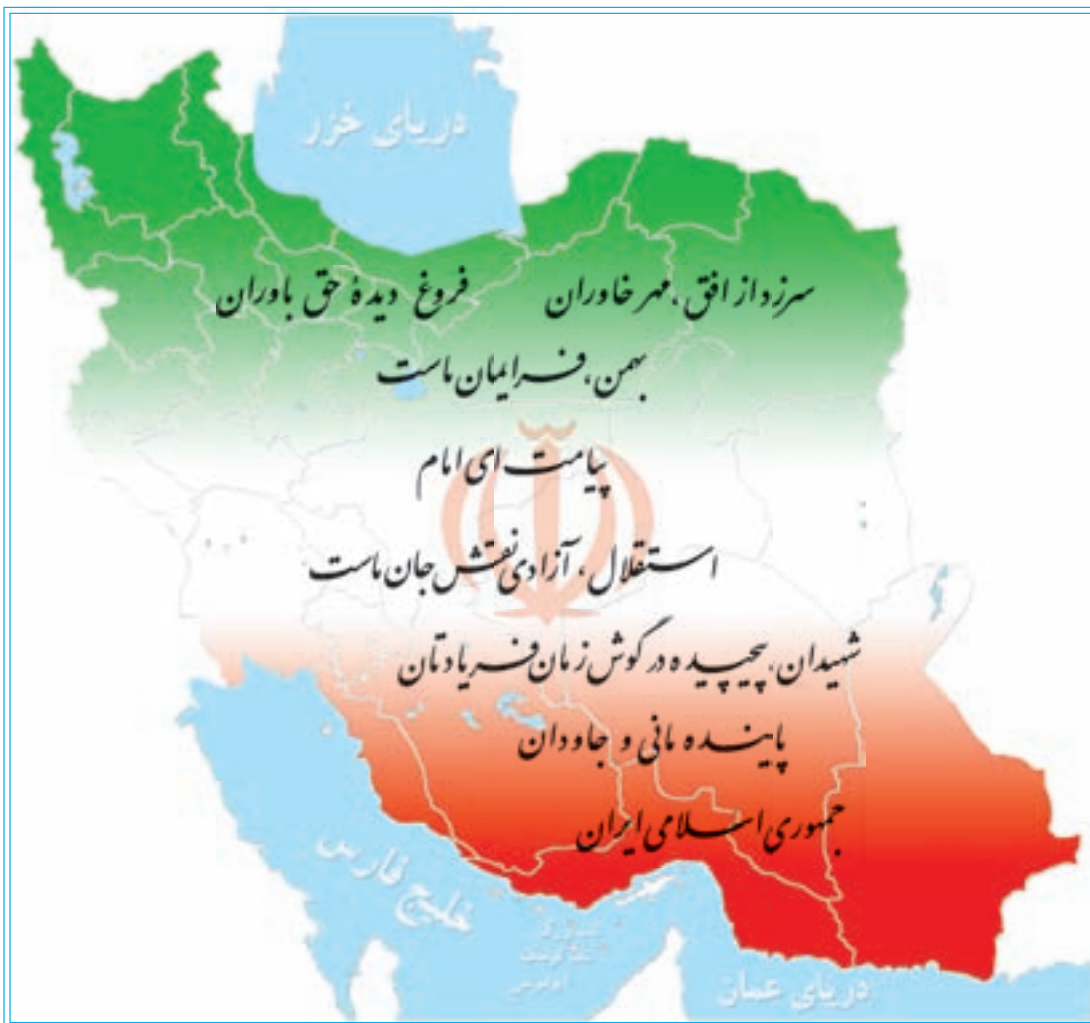 دریای خزر
سرزد از افق، مهر خاوران فروغ دیدهٔ حق باوران
بهمن، فر ایمان ماست
پیامت ای امام
استقلال، آزادی نقش جان ماست
شهیدان، پیچیده در گوش زمان فریادتان
پاینده مانی و جاودان
جمهوری اسلامی ایران
خلیج فارس
دریای عمان